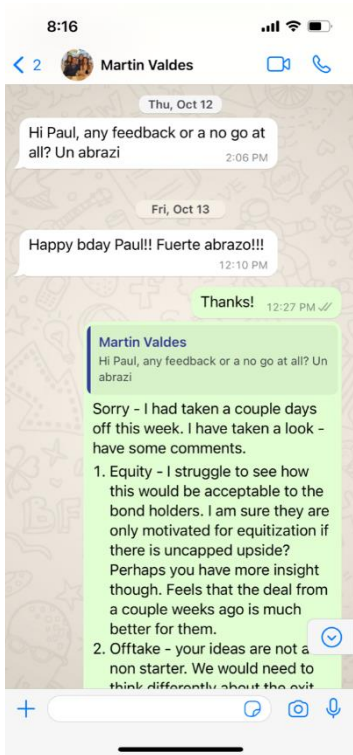 8:16
2
Martin Valdes
Thu, Oct 12
Hi Paul, any feedback or a no go at
all? Un abrazi
2:06 PM
Fri, Oct 13
Happy bday Paul!! Fuerte abrazo!!!
12:10 PM
Thanks!
12:27 PM
Martin Valdes
Hi Paul, any feedback or a no go at all? Un
abrazi
Sorry - I had taken a couple days
off this week. I have taken a look -
have some comments.
1. Equity - I struggle to see how
this would be acceptable to the
bond holders. I am sure they are
only motivated for equitization if
there is uncapped upside?
Perhaps you have more insight
though. Feels that the deal from
a couple weeks ago is much
better for them.
2. Offtake - your ideas are not a
non starter. We would need to
think differently about the exit